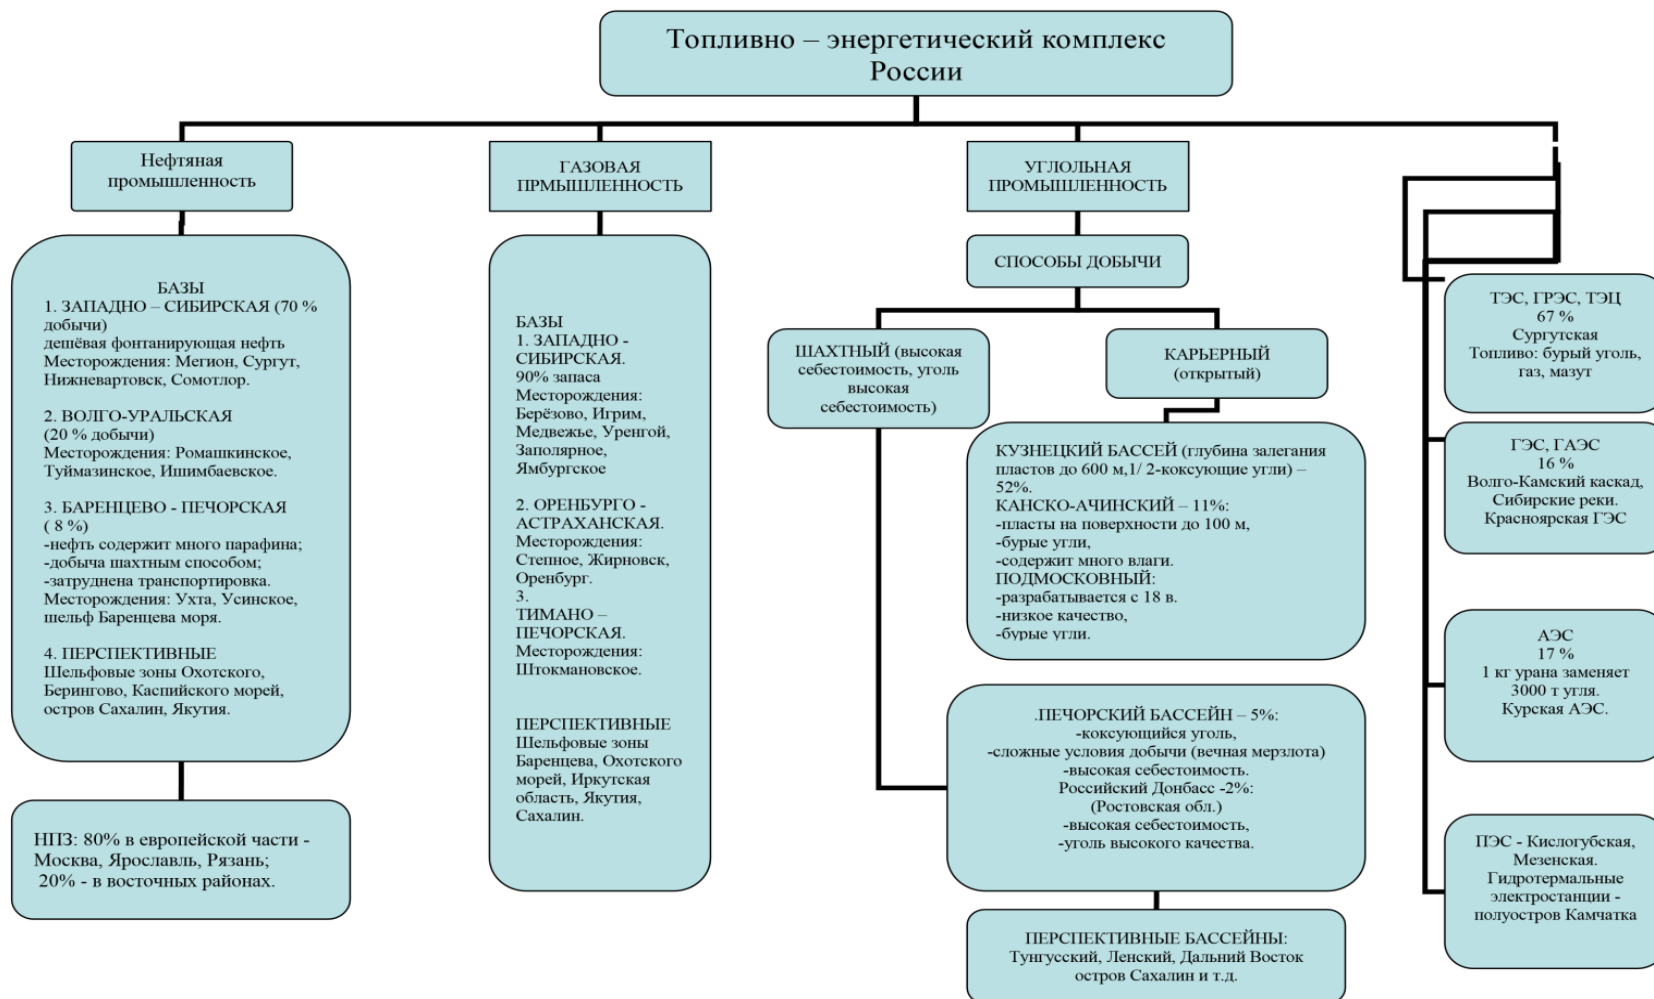 Топливно – энергетический комплекс
России
Нефтяная
промышленность
БАЗЫ
1. ЗАПАДНО – СИБИРСКАЯ (70 %
добычи)
дешёвая фонтанирующая нефть
Месторождения: Мегион, Сургут,
Нижневартовск, Сомотлор.
2. ВОЛГО-УРАЛЬСКАЯ
(20 % добычи)
Месторождения: Ромашкинское,
Туймазинское, Ишимбаевское.
3. БАРЕНЦЕВО - ПЕЧОРСКАЯ
( 8 %)
-нефть содержит много парафина;
-добыча шахтным способом;
-затруднена транспортировка.
Месторождения: Ухта, Усинское,
шельф Баренцева моря.
4. ПЕРСПЕКТИВНЫЕ
Шельфовые зоны Охотского,
Берингово, Каспийского морей,
остров Сахалин, Якутия.
НПЗ: 80% в европейской части -
Москва, Ярославль, Рязань;
20% - в восточных районах.
ГАЗОВАЯ
ПРМЫШЛЕННОСТЬ
БАЗЫ
1. ЗАПАДНО -
СИБИРСКАЯ.
90% запаса
Месторождения:
Берёзово, Игрим,
Медвежье, Уренгой,
Заполярное,
Ямбургское
2. ОРЕНБУРГО -
АСТРАХАНСКАЯ.
Месторождения:
Степное, Жирновск,
Оренбург.
3.
ТИМАНО –
ПЕЧОРСКАЯ.
Месторождения:
Штокмановское.
ПЕРСПЕКТИВНЫЕ
Шельфовые зоны
Баренцева, Охотского
морей, Иркутская
область, Якутия,
Сахалин.
УГЛОЛЬНАЯ
ПРОМЫШЛЕННОСТЬ
СПОСОБЫ ДОБЫЧИ
ШАХТНЫЙ (высокая
себестоимость, уголь
высокая
себестоимость)
КАРЬЕРНЫЙ
(открытый)
КУЗНЕЦКИЙ БАССЕЙ (глубина залегания
пластов до 600 м,1/ 2-коксующие угли) –
52%.
КАНСКО-АЧИНСКИЙ – 11%:
-пласты на поверхности до 100 м,
-бурые угли,
-содержит много влаги.
ПОДМОСКОВНЫЙ:
-разрабатывается с 18 в.
-низкое качество,
-бурые угли.
.ПЕЧОРСКИЙ БАССЕЙН – 5%:
-коксующийся уголь,
-сложные условия добычи (вечная мерзлота)
-высокая себестоимость.
Российский Донбасс -2%:
(Ростовская обл.)
-высокая себестоимость,
-уголь высокого качества.
ПЕРСПЕКТИВНЫЕ БАССЕЙНЫ:
Тунгусский, Ленский, Дальний Восток
остров Сахалин и т.д.
ТЭС, ГРЭС, ТЭЦ
67 %
Сургутская
Топливо: бурый уголь,
газ, мазут
ГЭС, ГАЭС
16 %
Волго-Камский каскад,
Сибирские реки.
Красноярская ГЭС
АЭС
17 %
1 кг урана заменяет
3000 т угля.
Курская АЭС.
ПЭС - Кислогубская,
Мезенская.
Гидротермальные
электростанции -
полуостров Камчатка